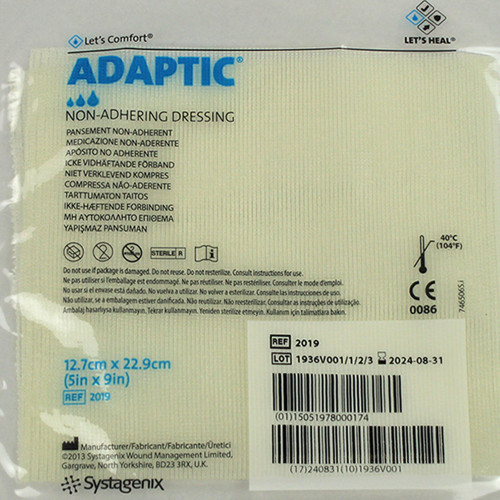 Let's Comfort®
LET'S HEAL®
ADAPTIC®
NON-ADHERING DRESSING
PANSEMENT NON-ADHERENT
MEDICAZIONE NON-ADERENTE
APÓSITO NO ADHERENTE
ICKE VIDHÄFTANDE FÖRBAND
NIET VERKLEVEND KOMPRES
COMPRESSA NÃO-ADERENTE
TARTTUMATON TAITOS
IKKE-HÆFTENDE FORBINDING
ΜΗ ΑΥΤΟΚΟΛΛΗΤΟ ΕΠΙΘΕΜΑ
YAPIŞMAZ PANSUMAN
STERILE R
40°C
(104°F)
Do not use if package is damaged. Do not reuse. Do not resterilize. Consult instructions for use.
Ne pas utiliser si l'emballage est endommagé. Ne pas réutiliser. Ne pas restériliser. Consulter le mode d'emploi.
No usar si el envase está dañado. No vuelva a utilizar. No volver a esterilizar. Consultar las instrucciones de uso.
Não utilizar, se a embalagem estiver danificada. Não reutilizar. Não reesterilizar. Consultar as instruções de utilização.
Ambalaj hasarlıysa kullanmayın. Tekrar kullanmayın. Yeniden sterilize etmeyin. Kullanım için talimatlara bakın.
CE
0086
746506SJ
12.7cm x 22.9cm
(5in x 9in)
REF 2019
REF 2019
LOT 1936V001/1/2/3 2024-08-31
(01)15051978000174
(17)240831(10)1936V001
Manufacturer/Fabricant/Fabricante/Üretici
©2013 Systagenix Wound Management Limited,
Gargrave, North Yorkshire, BD23 3RX, U.K.
Systagenix